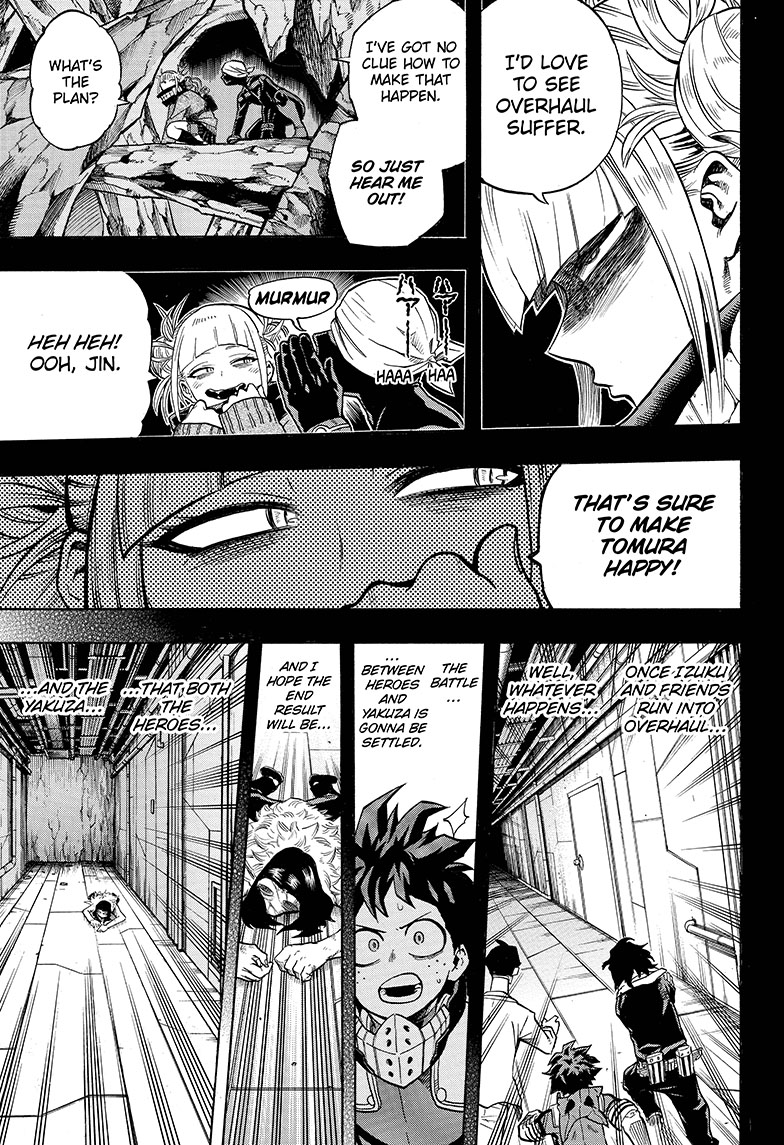 I'D LOVE
TO SEE
OVERHAUL
SUFFER.
I'VE GOT NO
CLUE HOW TO
MAKE THAT
HAPPEN.
SO JUST
HEAR ME
OUT!
WHAT'S
THE
PLAN?
HAAA HAA
MURMUR
HEH HEH!
OOH, JIN.
THAT'S SURE
TO MAKE
TOMURA
HAPPY!
ONCE IZUKU
AND FRIENDS
RUN INTO
OVERHAUL...
WELL,
WHATEVER
HAPPENS...
THE
BATTLE
...
...
BETWEEN
HEROES
AND
YAKUZA IS
GONNA BE
SETTLED.
AND I
HOPE THE
END
RESULT
WILL BE...
...THAT BOTH
THE
HEROES...
...AND THE
YAKUZA...